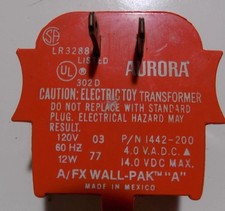 SA
LR3288
LISTED
UL
302D
AURORA
CAUTION: ELECTRIC TOY TRANSFORMER
DO NOT REPLACE WITH STANDARD
PLUG. ELECTRICAL HAZARD MAY
OCCUR.
120V 03 P/N 1442-200
60 HZ 4.0 V.A. D.C.
12W 77 14.0 VDC MAX.
A/FX WALL-PAK "A"
MADE IN MEXICO